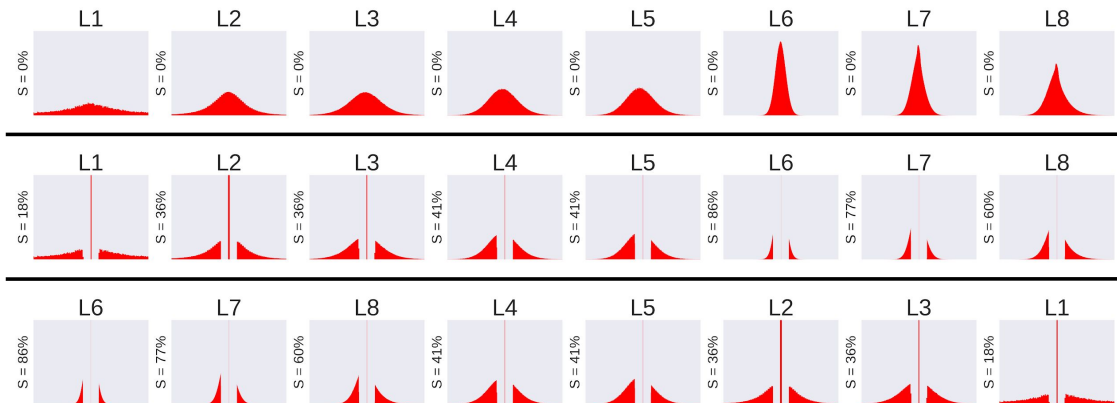 L1 L2 L3 L4 L5 L6 L7 L8
S = 0% S = 0% S = 0% S = 0% S = 0% S = 0% S = 0% S = 0%
L1 L2 L3 L4 L5 L6 L7 L8
S = 18% S = 36% S = 36% S = 41% S = 41% S = 86% S = 77% S = 60%
L6 L7 L8 L4 L5 L2 L3 L1
S = 86% S = 77% S = 60% S = 41% S = 41% S = 36% S = 36% S = 18%